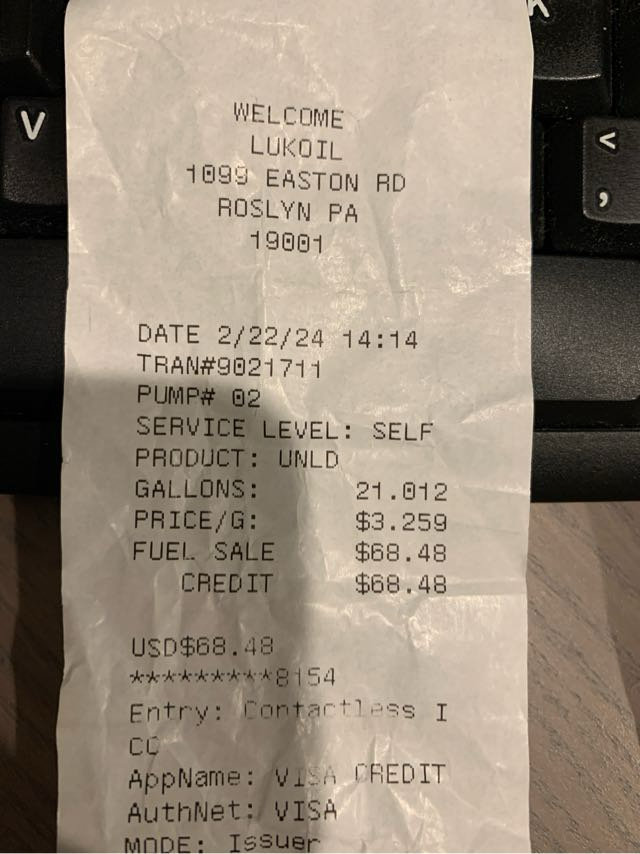 WELCOME
LUKOIL
1099 EASTON RD
ROSLYN PA
19001
DATE 2/22/24 14:14
TRAN#9021711
PUMP# 02
SERVICE LEVEL: SELF
PRODUCT: UNLD
GALLONS: 21.012
PRICE/G: $3.259
FUEL SALE $68.48
CREDIT $68.48
USD$68.48
*********8154
Entry: Contactless I
CC
AppName: VISA CREDIT
AuthNet: VISA
MODE: Issuer
V
K
<
,